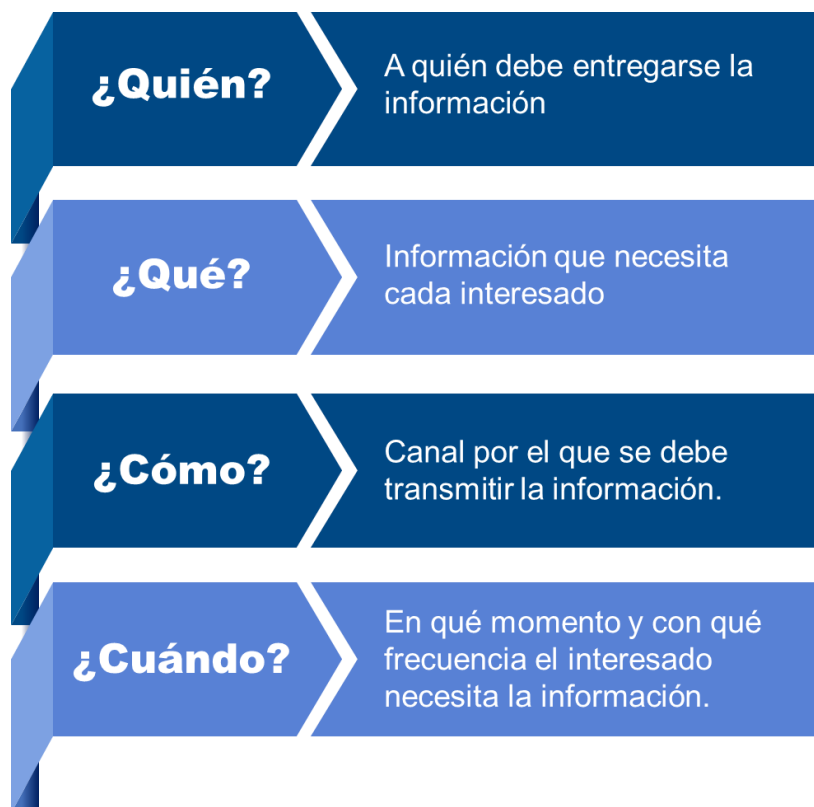 ¿Quién?
A quién debe entregarse la
información
¿Qué?
Información que necesita
cada interesado
¿Cómo?
Canal por el que se debe
transmitir la información.
¿Cuándo?
En qué momento y con qué
frecuencia el interesado
necesita la información.